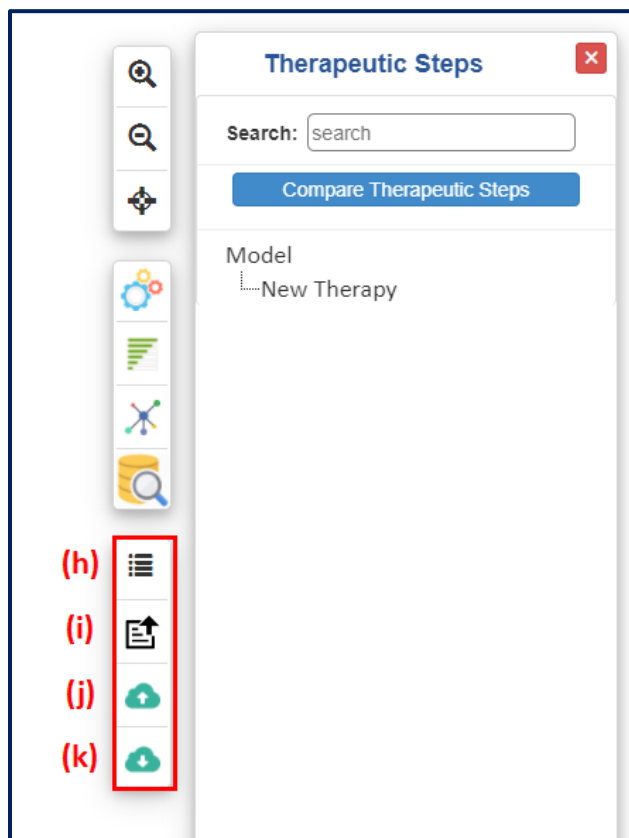 Therapeutic Steps
×
Search: search
Compare Therapeutic Steps
Model
New Therapy
(h)
(i)
(j)
(k)